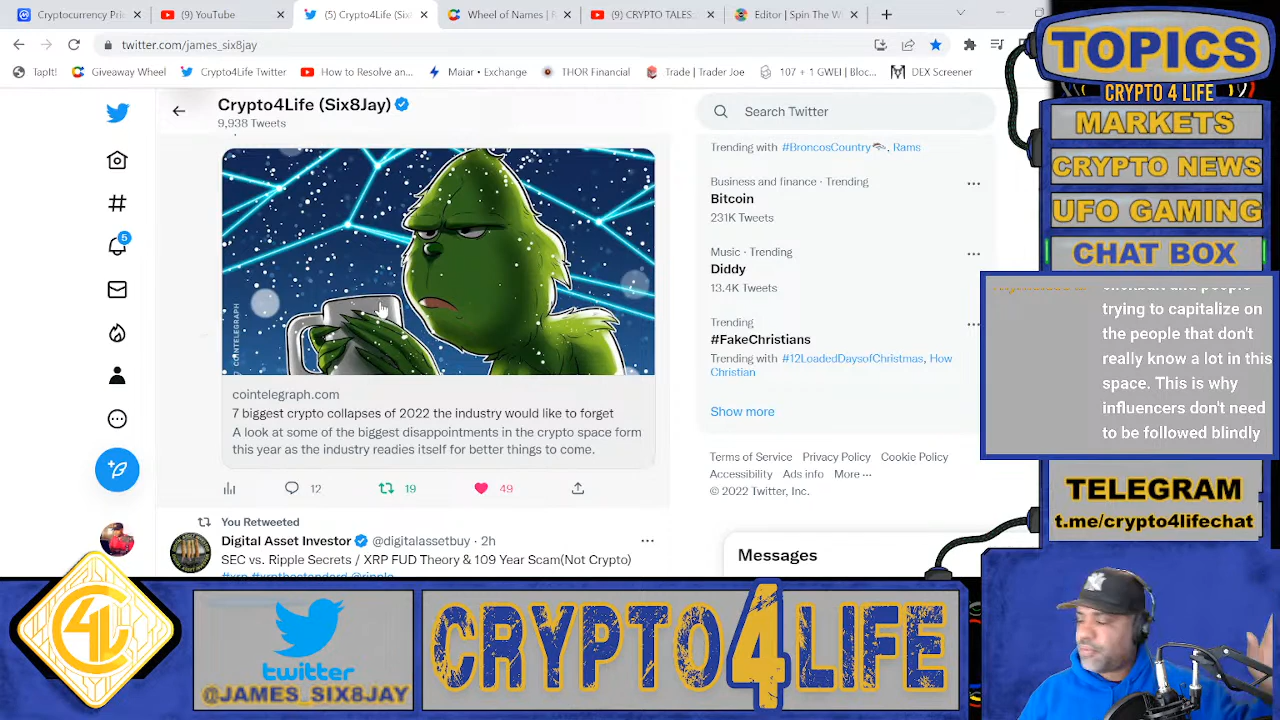 Cryptocurrency Pri
(9) YouTube
(5) Crypto4Life (Six
Wheel of Names | R
(9) CRYPTO TALES
Editor | Spin The W
twitter.com/james_six8jay
TapIt!
Giveaway Wheel
Crypto4Life Twitter
How to Resolve an...
Maiar • Exchange
THOR Financial
Trade | Trader Joe
107 + 1 GWEI | Bloc...
DEX Screener
Crypto4Life (Six8Jay)
9,938 Tweets
Search Twitter
5
COINTELEGRAPH
cointelegraph.com
7 biggest crypto collapses of 2022 the industry would like to forget
A look at some of the biggest disappointments in the crypto space form
this year as the industry readies itself for better things to come.
12
19
49
You Retweeted
Digital Asset Investor @digitalassetbuy · 2h
SEC vs. Ripple Secrets / XRP FUD Theory & 109 Year Scam(Not Crypto)
#xrp #xrpthestandard @ripple
Trending with #BroncosCountry, Rams
Business and finance · Trending
Bitcoin
231K Tweets
Music · Trending
Diddy
13.4K Tweets
Trending
#FakeChristians
Trending with #12LoadedDaysofChristmas, How
Christian
Show more
Terms of Service Privacy Policy Cookie Policy
Accessibility Ads info More ···
© 2022 Twitter, Inc.
Messages
TOPICS
CRYPTO 4 LIFE
MARKETS
CRYPTO NEWS
UFO GAMING
CHAT BOX
trying to capitalize on
the people that don't
really know a lot in this
space. This is why
influencers don't need
to be followed blindly
TELEGRAM
t.me/crypto4lifechat
C4L
twitter
@JAMES_SIX8JAY
CRYPTO4LIFE